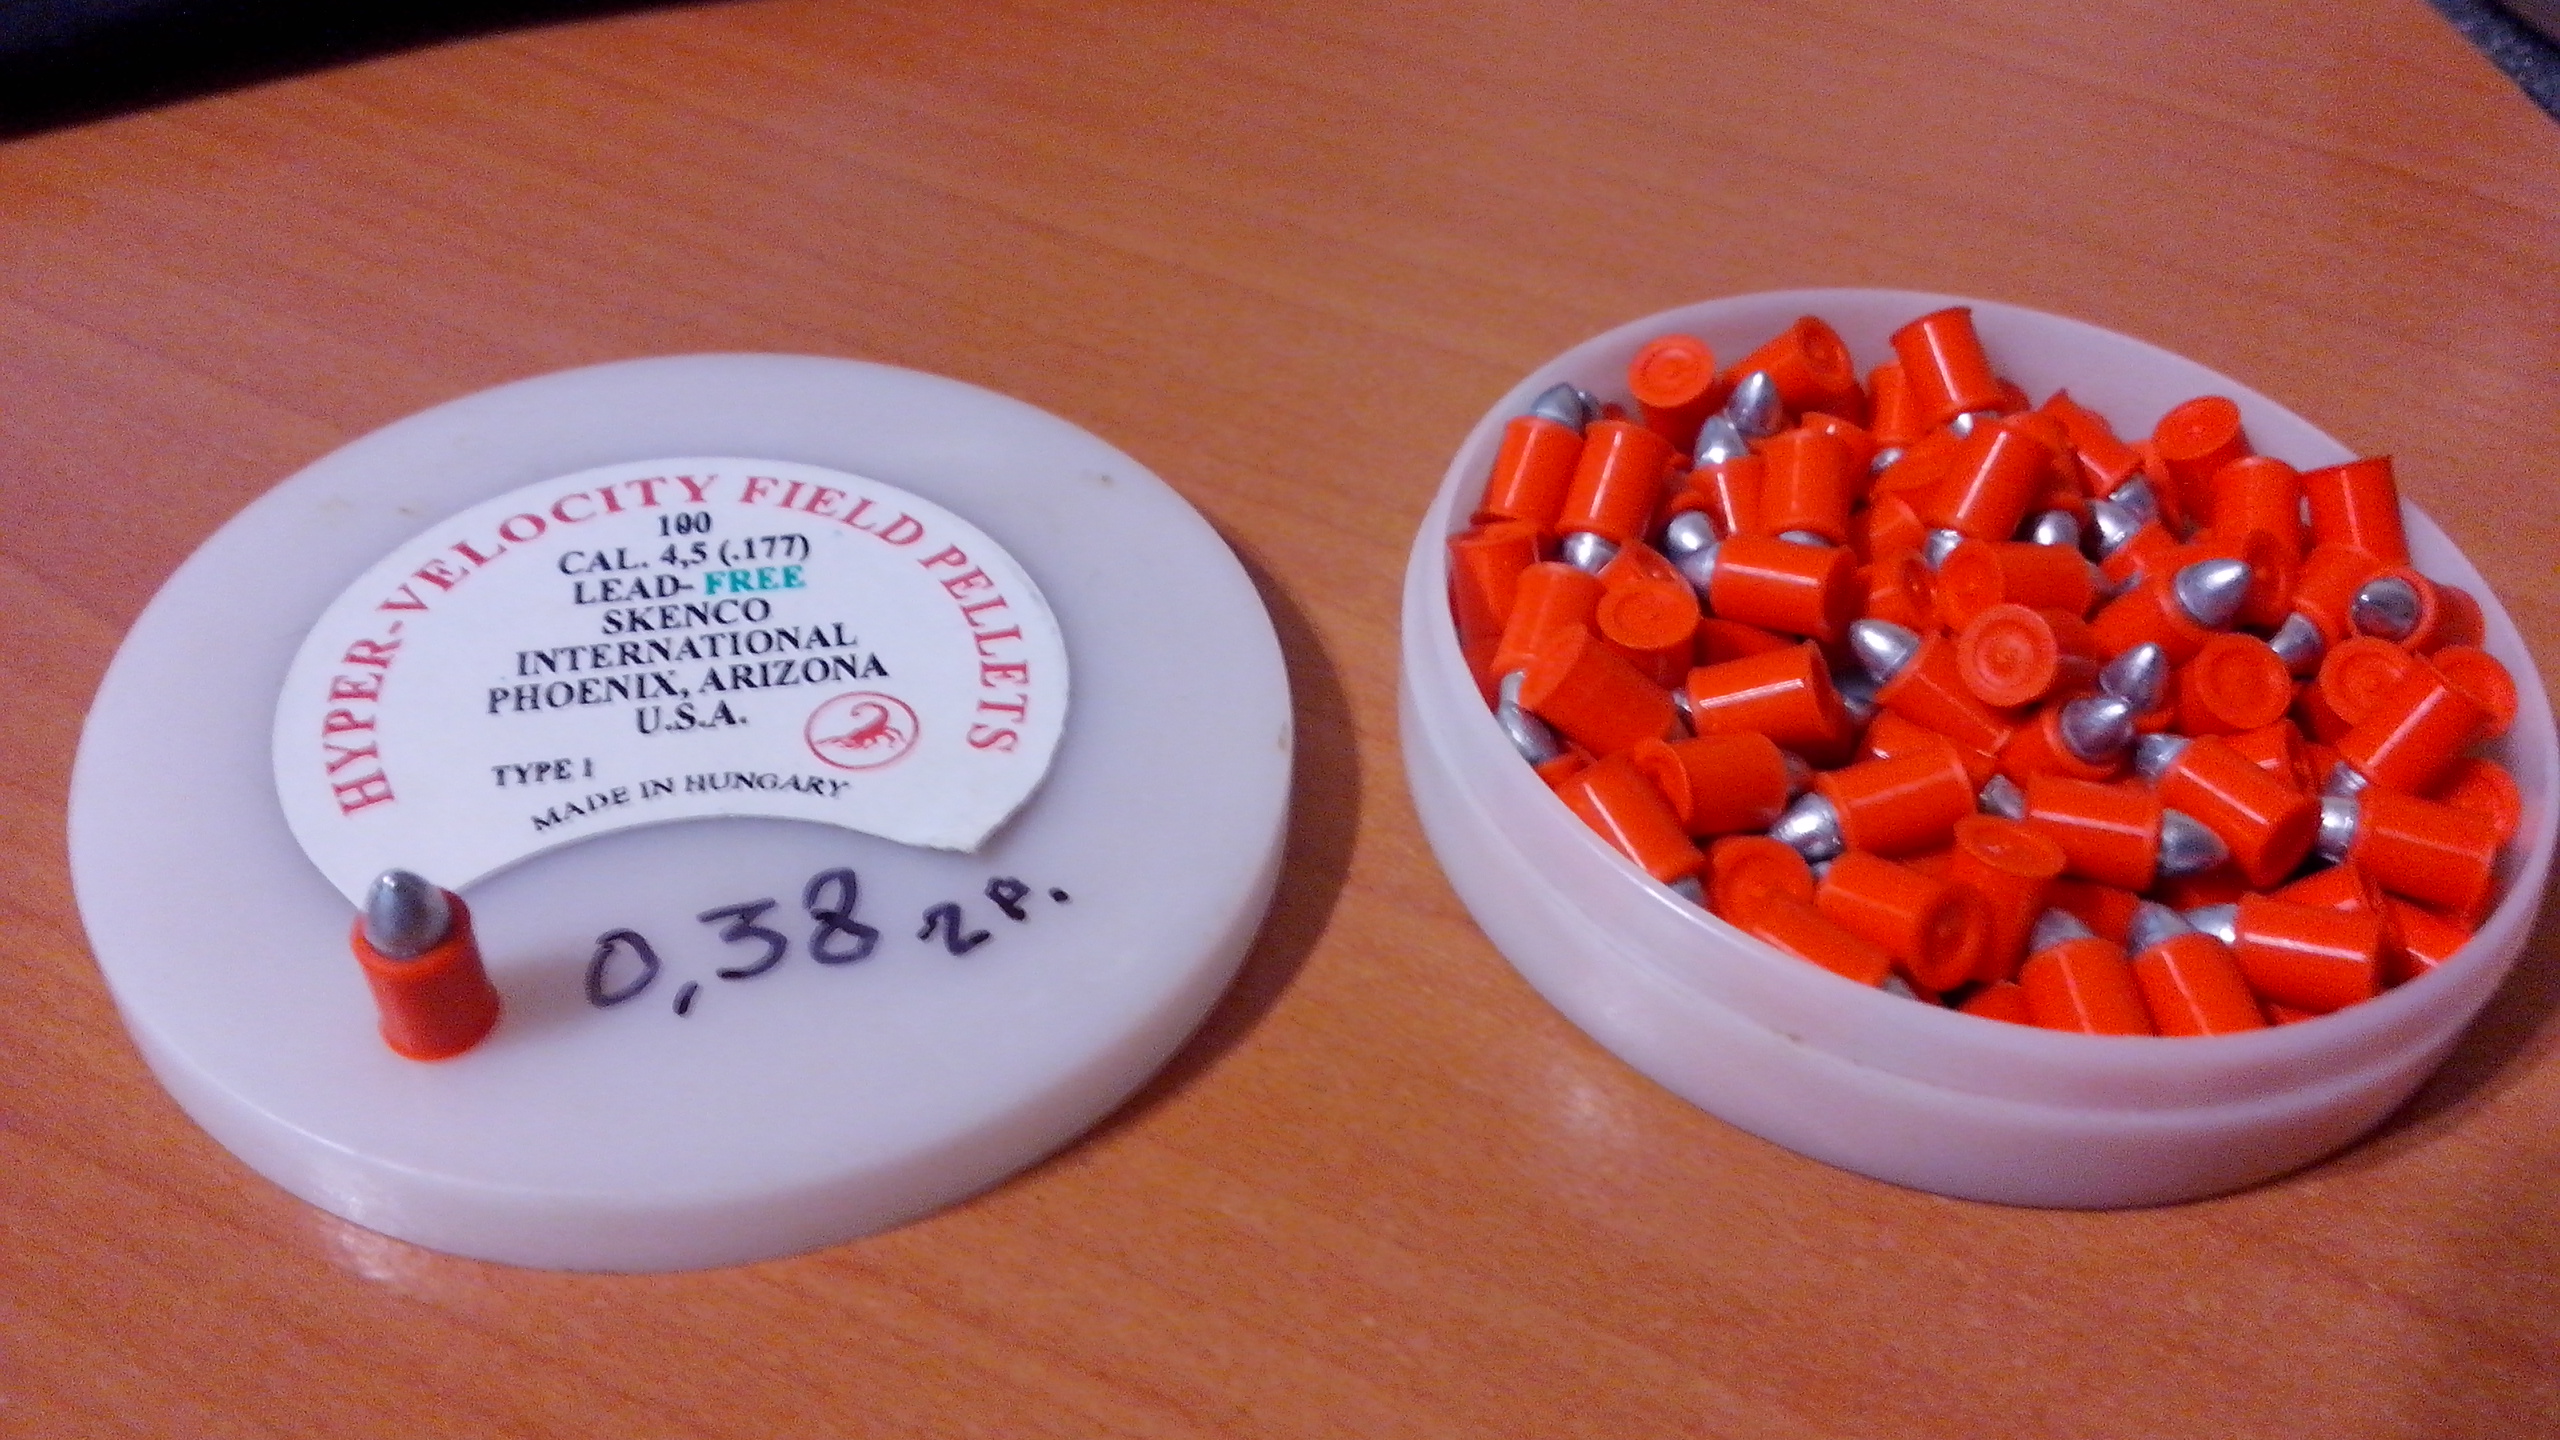 HYPER-VELOCITY FIELD PELLETS
100
CAL. 4,5 (.177)
LEAD-FREE
SKENCO
INTERNATIONAL
PHOENIX, ARIZONA
U.S.A.
TYPE I
MADE IN HUNGARY
0,38 гр.